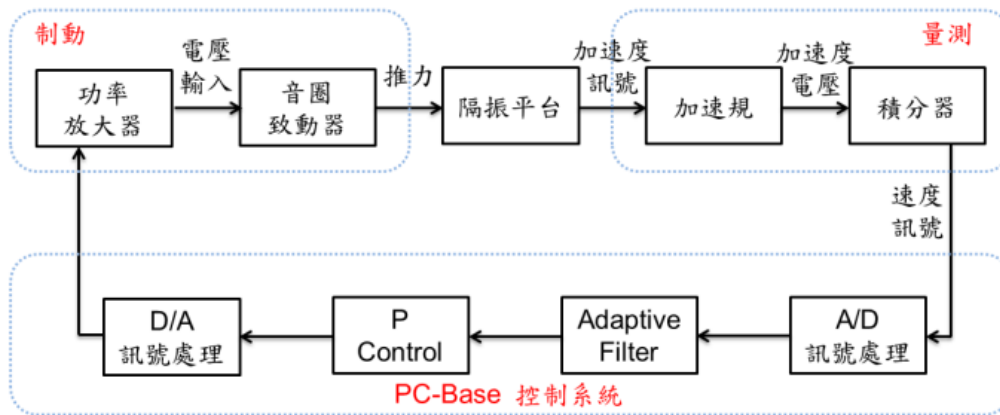 制動
量測
功率
放大器
電壓
輸入
音圈
致動器
推力
隔振平台
加速度
訊號
加速規
加速度
電壓
積分器
速度
訊號
D/A
訊號處理
P
Control
Adaptive
Filter
A/D
訊號處理
PC-Base 控制系統